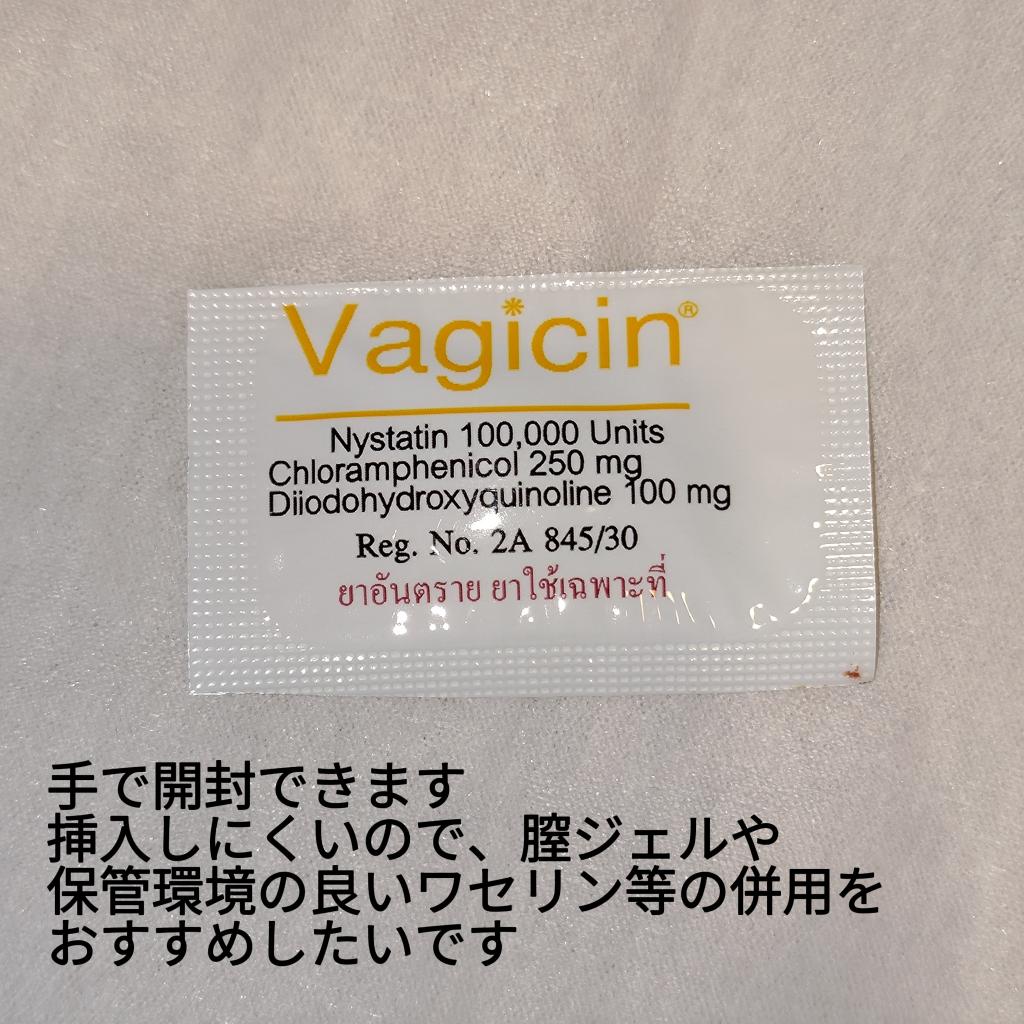 Vagicin®
Nystatin 100,000 Units
Chloramphenicol 250 mg
Diiodohydroxyquinoline 100 mg
Reg. No. 2A 845/30
ยาอันตราย ยาใช้เฉพาะที่
手で開封できます
挿入しにくいので、膣ジェルや
保管環境の良いワセリン等の併用を
おすすめしたいです